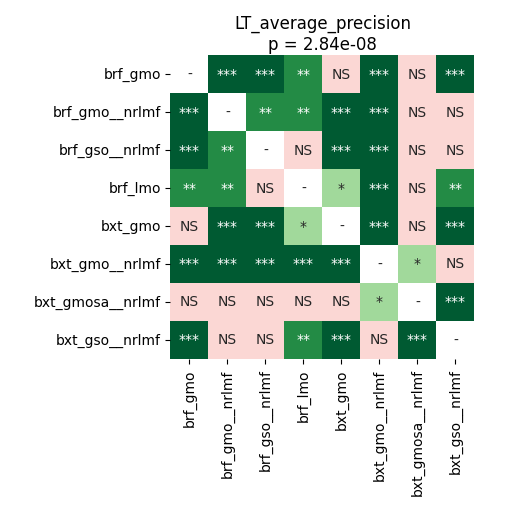 LT_average_precision
p = 2.84e-08
brf_gmo - *** *** ** NS *** NS ***
brf_gmo__nrlmf *** - ** ** *** *** NS NS
brf_gso__nrlmf *** ** - NS *** *** NS NS
brf_lmo ** ** NS - * *** NS **
bxt_gmo NS *** *** * - *** NS ***
bxt_gmo__nrlmf *** *** *** *** *** - * NS
bxt_gmosa__nrlmf NS NS NS NS NS * - ***
bxt_gso__nrlmf *** NS NS ** *** NS *** -
brf_gmo
brf_gmo__nrlmf
brf_gso__nrlmf
brf_lmo
bxt_gmo
bxt_gmo__nrlmf
bxt_gmosa__nrlmf
bxt_gso__nrlmf